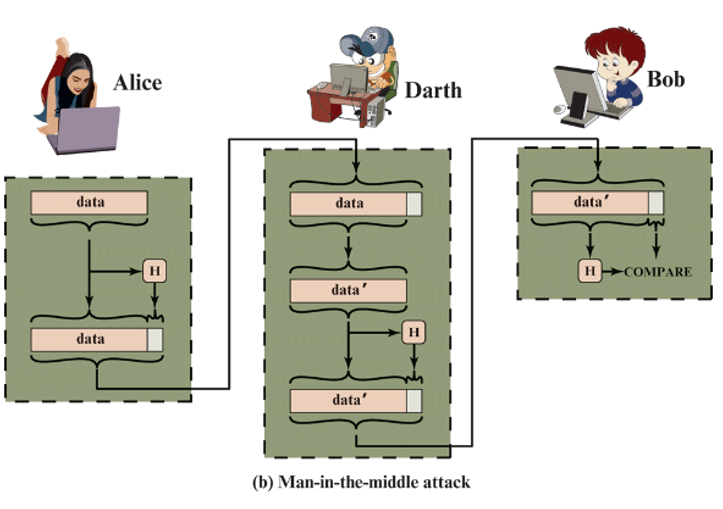 Alice
Darth
Bob
data
H
data
data
data′
H
data′
data′
H
COMPARE
(b) Man-in-the-middle attack